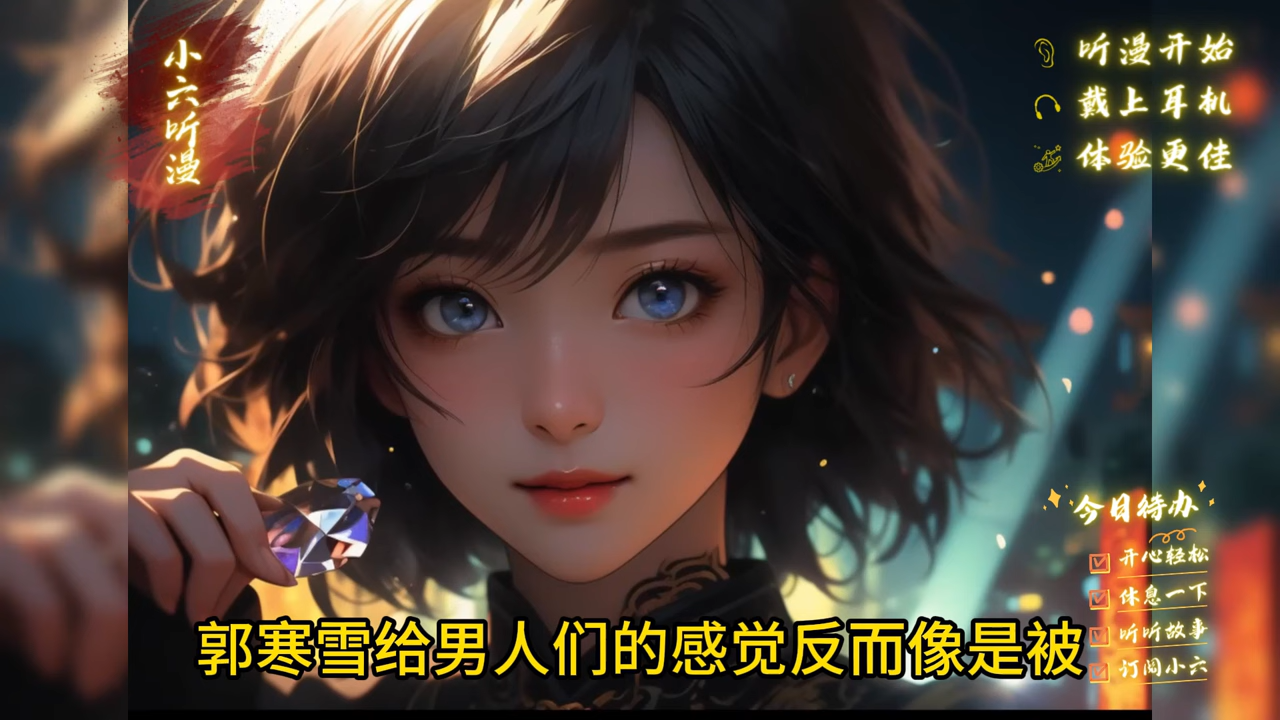 小六听漫
听漫开始
戴上耳机
体验更佳
今日待办
开心轻松
休息一下
听听故事
订阅小六
郭寒雪给男人们的感觉反而像是被